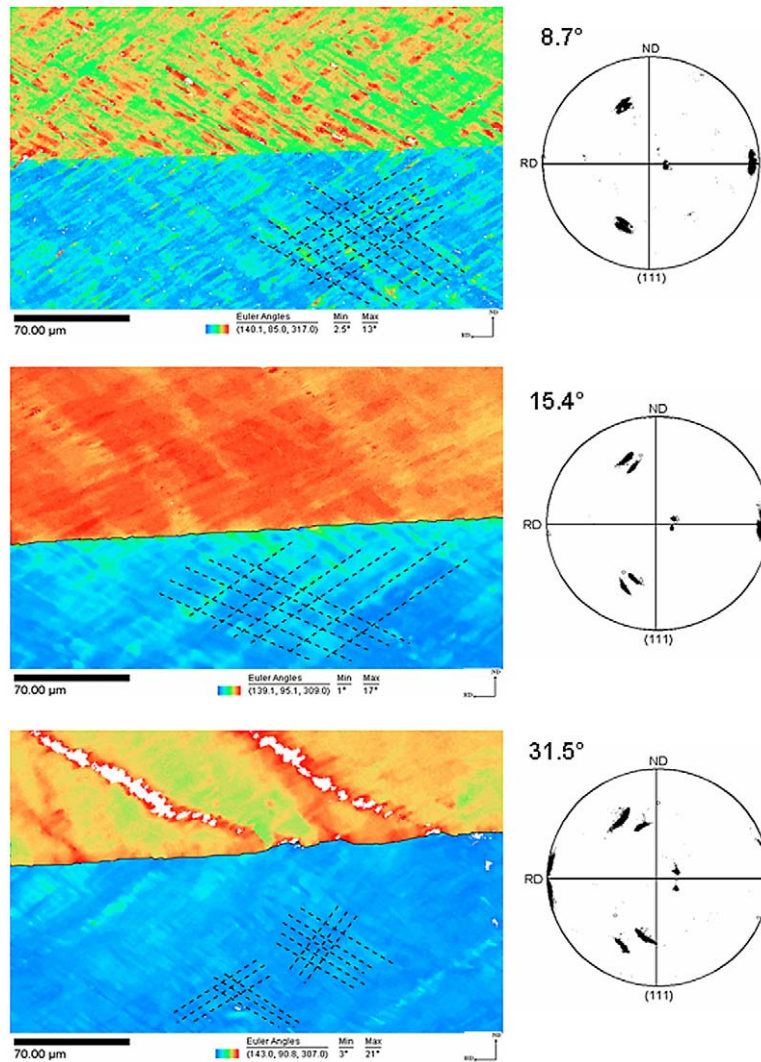 8.7°
ND
RD
(111)
70.00 µm
Euler Angles Min Max
(140.1, 85.0, 317.0) 2.5° 13°
ND
RD
15.4°
ND
RD
(111)
70.00 µm
Euler Angles Min Max
(139.1, 95.1, 309.0) 1° 17°
ND
RD
31.5°
ND
RD
(111)
70.00 µm
Euler Angles Min Max
(143.0, 90.8, 307.0) 3° 21°
ND
RD